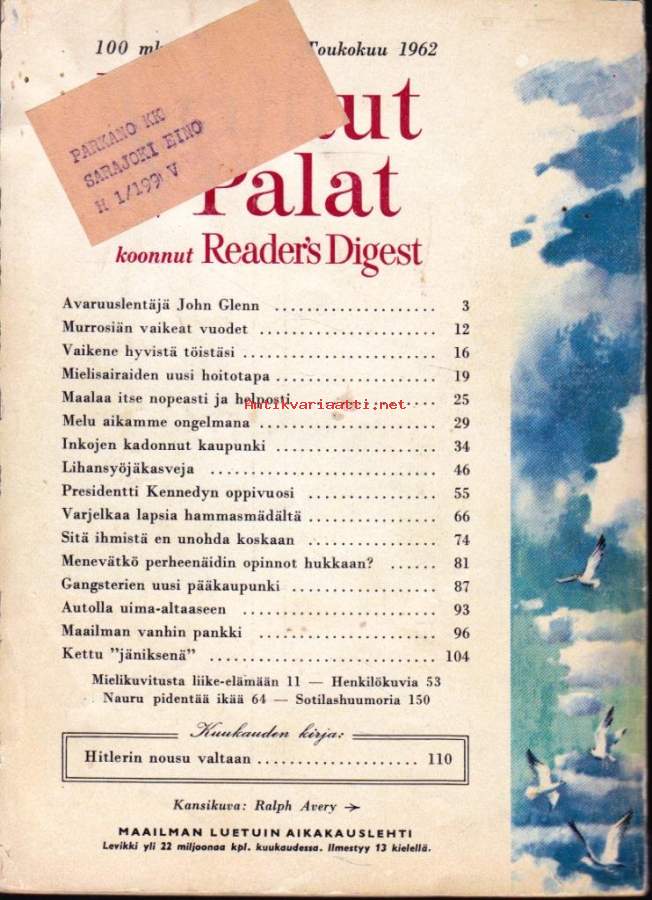 100 mk Toukokuu 1962
PARKANO KK
SARAJOKI EINO
H 1/199 V
ut
Palat
koonnut Reader's Digest
Avaruuslentäjä John Glenn .................... 3
Murrosiän vaikeat vuodet .................... 12
Vaikene hyvistä töistäsi .................... 16
Mielisairaiden uusi hoitotapa .................... 19
Maalaa itse nopeasti ja helposti .................... 25
Antikvariaatti.net
Melu aikamme ongelmana .................... 29
Inkojen kadonnut kaupunki .................... 34
Lihansyöjäkasveja .................... 46
Presidentti Kennedyn oppivuosi .................... 55
Varjelkaa lapsia hammasmädältä .................... 66
Sitä ihmistä en unohda koskaan .................... 74
Menevätkö perheenäidin opinnot hukkaan? ...... 81
Gangsterien uusi pääkaupunki .................... 87
Autolla uima-altaaseen .................... 93
Maailman vanhin pankki .................... 96
Kettu "jäniksenä" .................... 104
Mielikuvitusta liike-elämään 11 — Henkilökuvia 53
Nauru pidentää ikää 64 — Sotilashuumoria 150
Kuukauden kirja:
Hitlerin nousu valtaan .................... 110
Kansikuva: Ralph Avery →
MAAILMAN LUETUIN AIKAKAUSLEHTI
Levikki yli 22 miljoonaa kpl. kuukaudessa. Ilmestyy 13 kielellä.